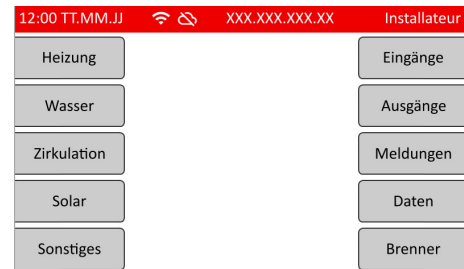 12:00 TT.MM.JJ XXX.XXX.XXX.XX Installateur
Heizung Eingänge
Wasser Ausgänge
Zirkulation Meldungen
Solar Daten
Sonstiges Brenner